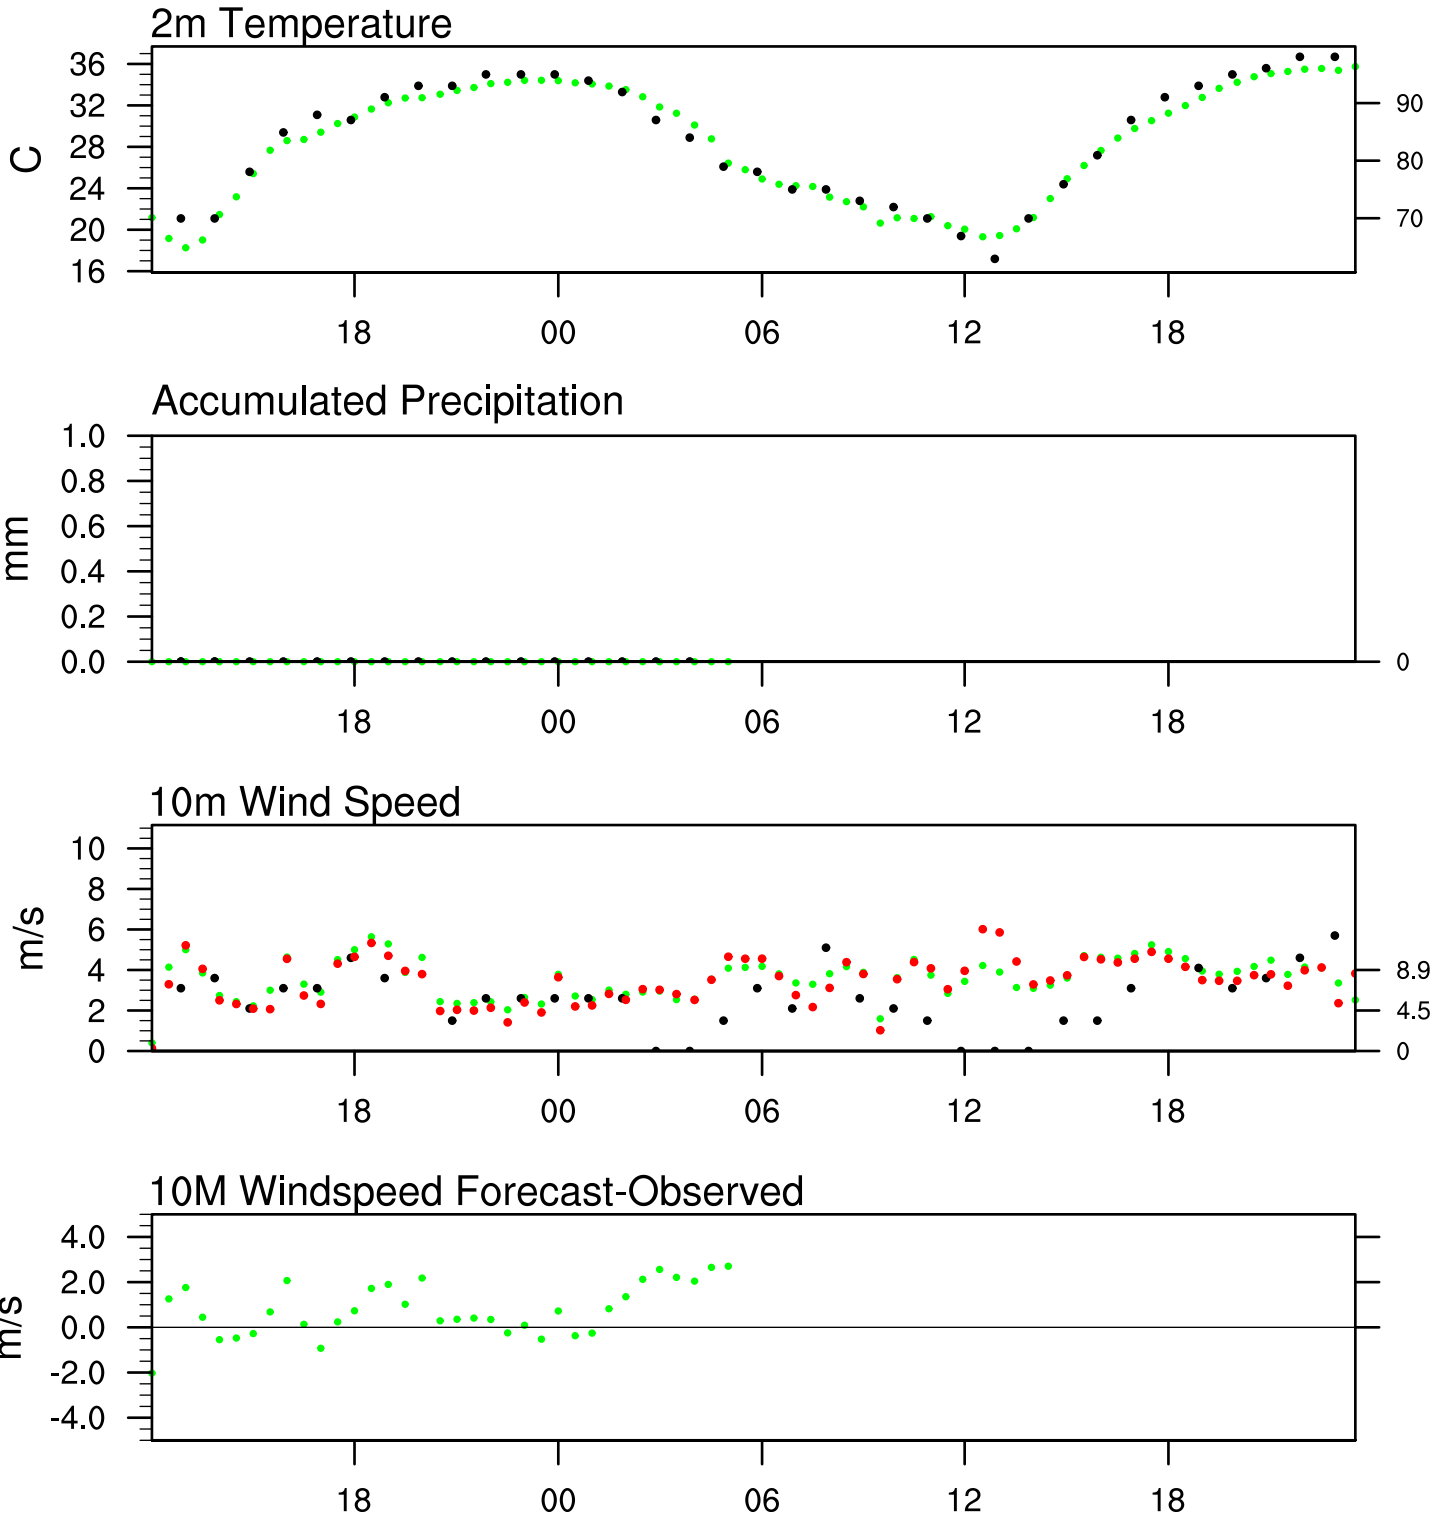 2m Temperature
36
32
28
24
20
16
C
90
80
70
18 00 06 12 18
Accumulated Precipitation
1.0
0.8
0.6
0.4
0.2
0.0
mm
0
18 00 06 12 18
10m Wind Speed
10
8
6
4
2
0
m/s
8.9
4.5
0
18 00 06 12 18
10M Windspeed Forecast-Observed
4.0
2.0
0.0
-2.0
-4.0
m/s
18 00 06 12 18